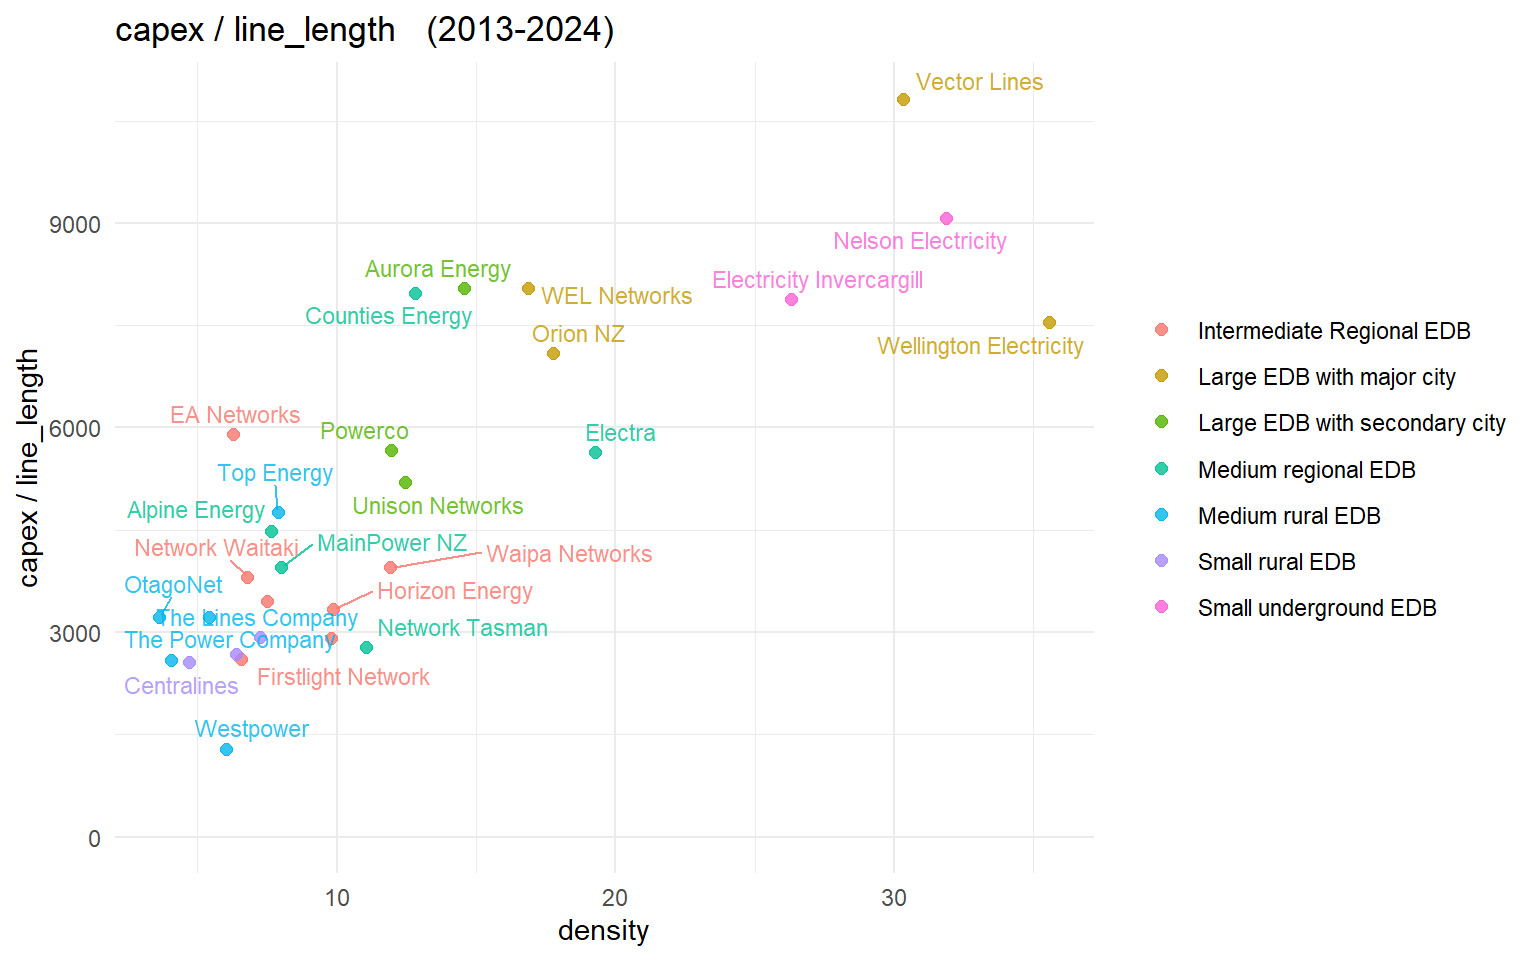 capex / line_length (2013-2024)
Vector Lines
9000
Nelson Electricity
Aurora Energy
Electricity Invercargill
WEL Networks
Counties Energy
Orion NZ
Wellington Electricity
Intermediate Regional EDB
Large EDB with major city
Large EDB with secondary city
Medium regional EDB
Medium rural EDB
Small rural EDB
Small underground EDB
capex / line_length
EA Networks
6000
Powerco
Electra
Top Energy
Unison Networks
Alpine Energy
Network Waitaki
MainPower NZ
Waipa Networks
OtagoNet
Horizon Energy
The Lines Company
Network Tasman
3000
The Power Company
Firstlight Network
Centralines
Westpower
0
10
20
30
density